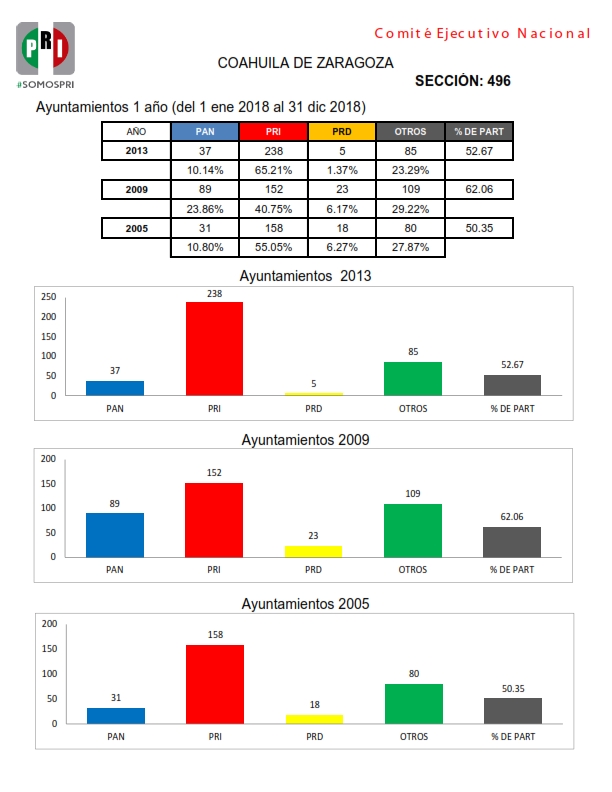 Comité Ejecutivo Nacional
PRI
#SOMOSPRI
COAHUILA DE ZARAGOZA
SECCIÓN: 496
Ayuntamientos 1 año (del 1 ene 2018 al 31 dic 2018)
AÑO PAN PRI PRD OTROS % DE PART
2013 37 238 5 85 52.67
10.14% 65.21% 1.37% 23.29%
2009 89 152 23 109 62.06
23.86% 40.75% 6.17% 29.22%
2005 31 158 18 80 50.35
10.80% 55.05% 6.27% 27.87%
Ayuntamientos 2013
250
200
150
100
50
0
37 238 5 85 52.67
PAN PRI PRD OTROS % DE PART
Ayuntamientos 2009
200
150
100
50
0
89 152 23 109 62.06
PAN PRI PRD OTROS % DE PART
Ayuntamientos 2005
200
150
100
50
0
31 158 18 80 50.35
PAN PRI PRD OTROS % DE PART